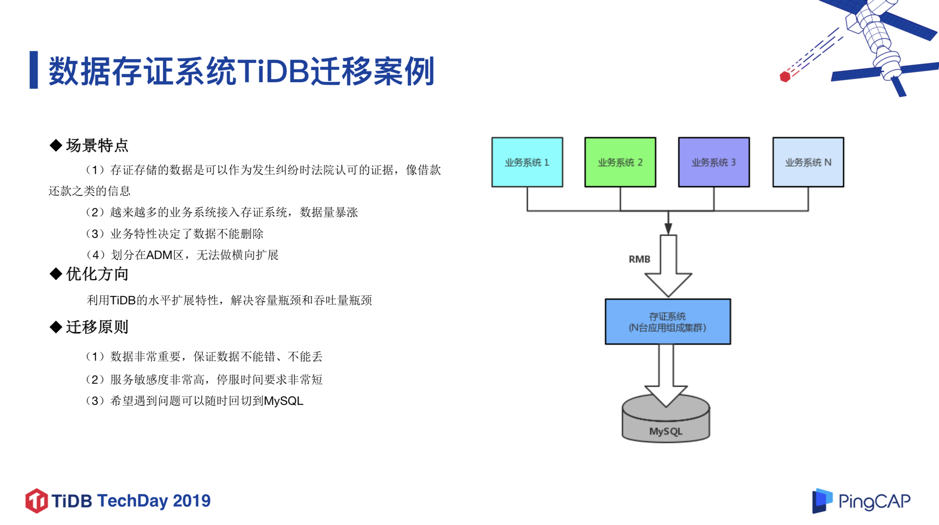 数据存证系统TiDB迁移案例
◆ 场景特点
（1）存证存储的数据是可以作为发生纠纷时法院认可的证据，像借款
还款之类的信息
（2）越来越多的业务系统接入存证系统，数据量暴涨
（3）业务特性决定了数据不能删除
（4）划分在ADM区，无法做横向扩展
◆ 优化方向
利用TiDB的水平扩展特性，解决容量瓶颈和吞吐量瓶颈
◆ 迁移原则
（1）数据非常重要，保证数据不能错、不能丢
（2）服务敏感度非常高，停服时间要求非常短
（3）希望遇到问题可以随时回切到MySQL
业务系统 1
业务系统 2
业务系统 3
业务系统 N
RMB
存证系统
(N台应用组成集群)
MySQL
TiDB TechDay 2019
PingCAP